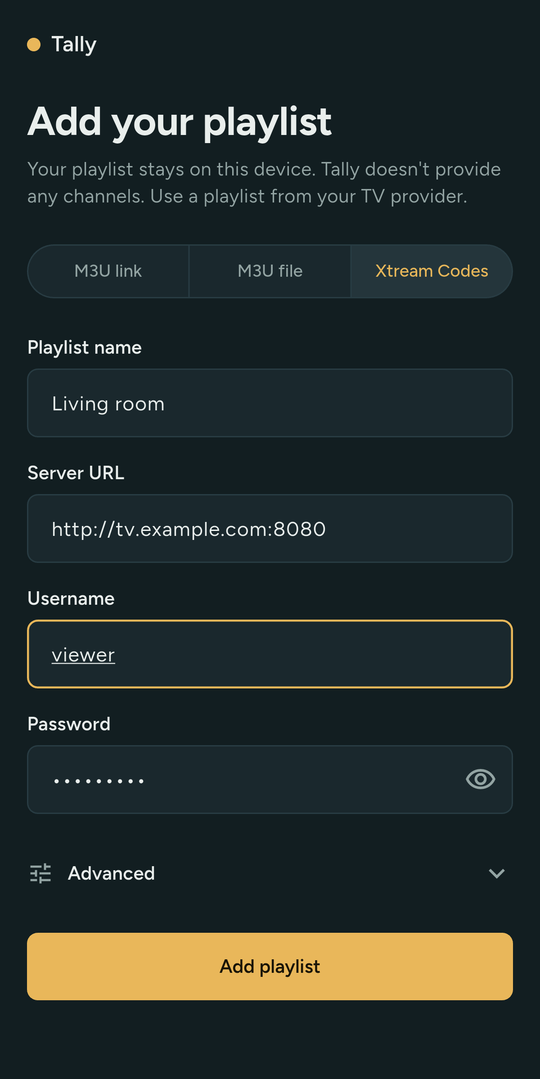 Tally
Add your playlist
Your playlist stays on this device. Tally doesn't provide
any channels. Use a playlist from your TV provider.
M3U link
M3U file
Xtream Codes
Playlist name
Living room
Server URL
http://tv.example.com:8080
Username
viewer
Password
•••••••••
Advanced
Add playlist